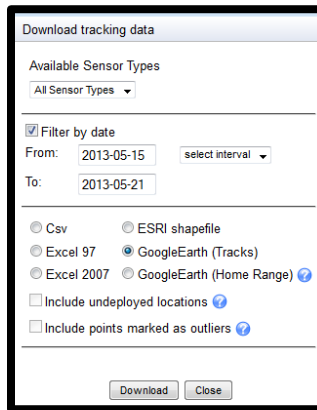 Download tracking data
Available Sensor Types
All Sensor Types
Filter by date
From: 2013-05-15 select interval
To: 2013-05-21
Csv ESRI shapefile
Excel 97 GoogleEarth (Tracks)
Excel 2007 GoogleEarth (Home Range) ?
Include undeployed locations ?
Include points marked as outliers ?
Download Close